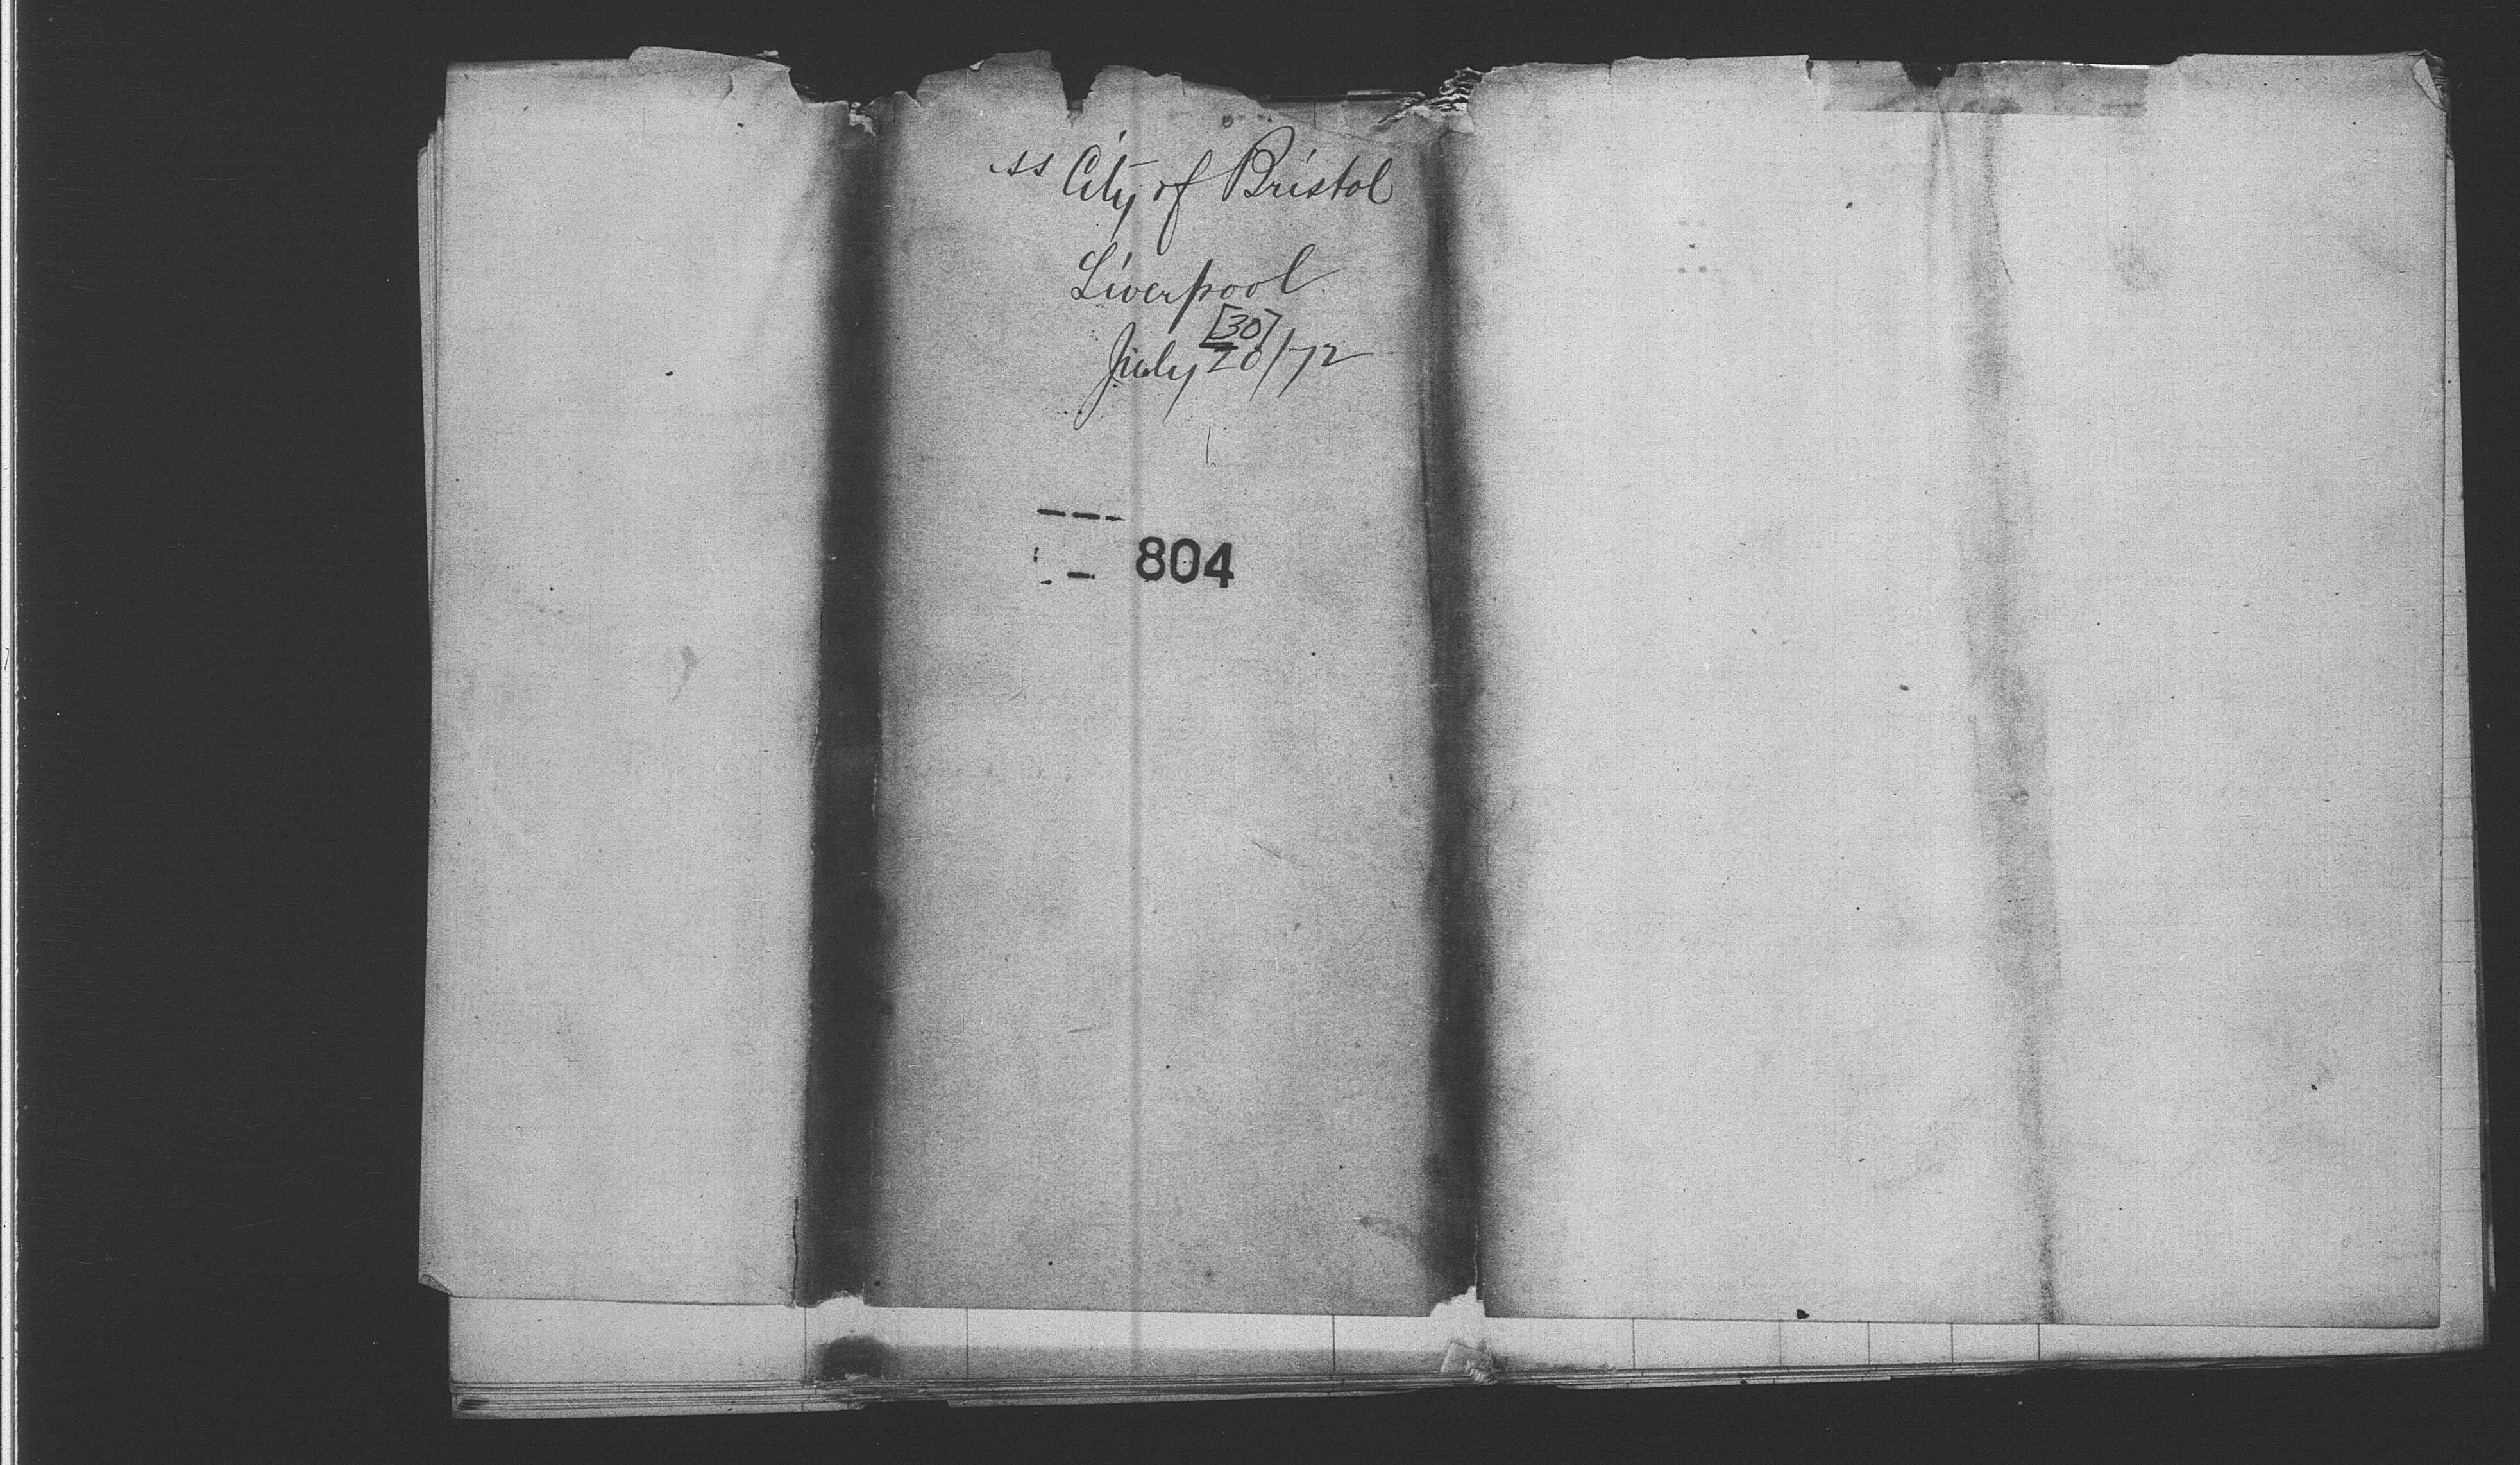 ss City of Bristol
Liverpool
[30]
July 20/72
804